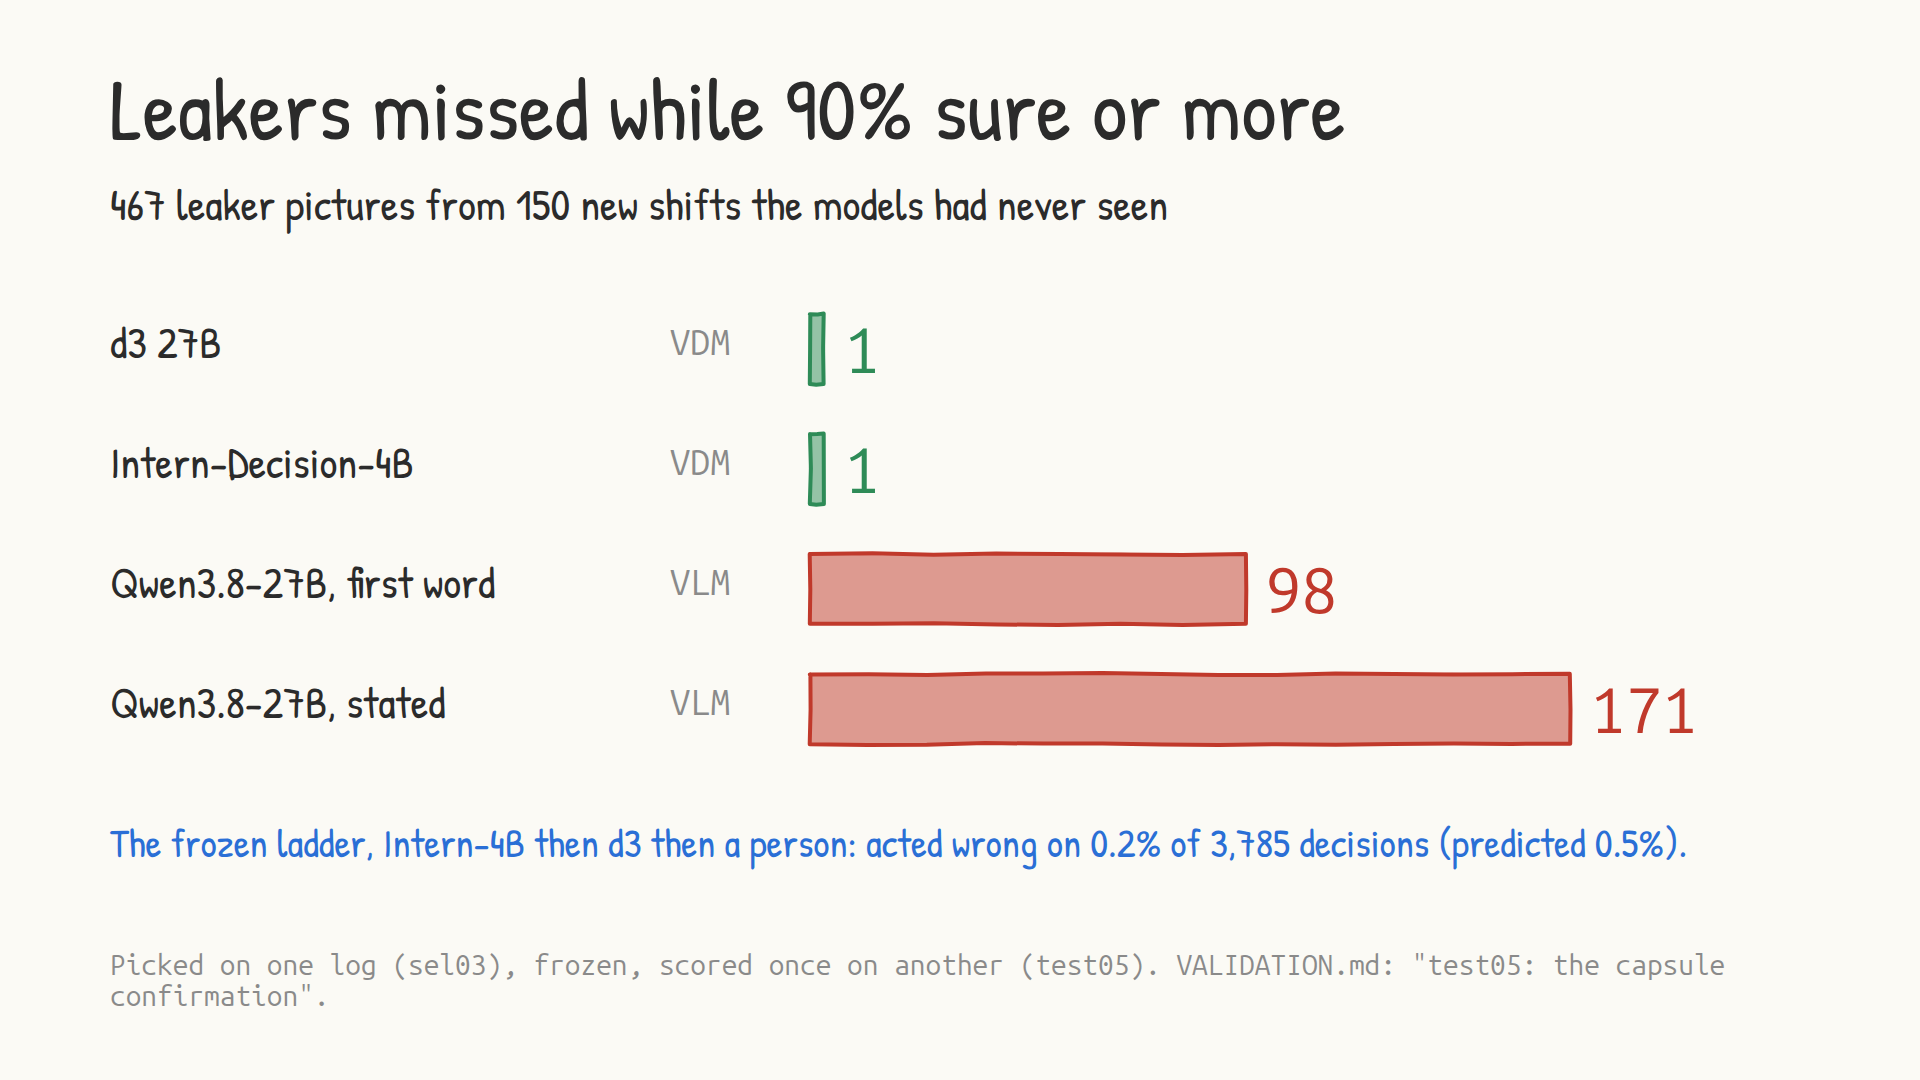 Leakers missed while 90% sure or more
467 leaker pictures from 150 new shifts the models had never seen
d3 27B VDM 1
Intern-Decision-4B VDM 1
Qwen3.8-27B, first word VLM 98
Qwen3.8-27B, stated VLM 171
The frozen ladder, Intern-4B then d3 then a person: acted wrong on 0.2% of 3,785 decisions (predicted 0.5%).
Picked on one log (sel03), frozen, scored once on another (test05). VALIDATION.md: "test05: the capsule
confirmation".